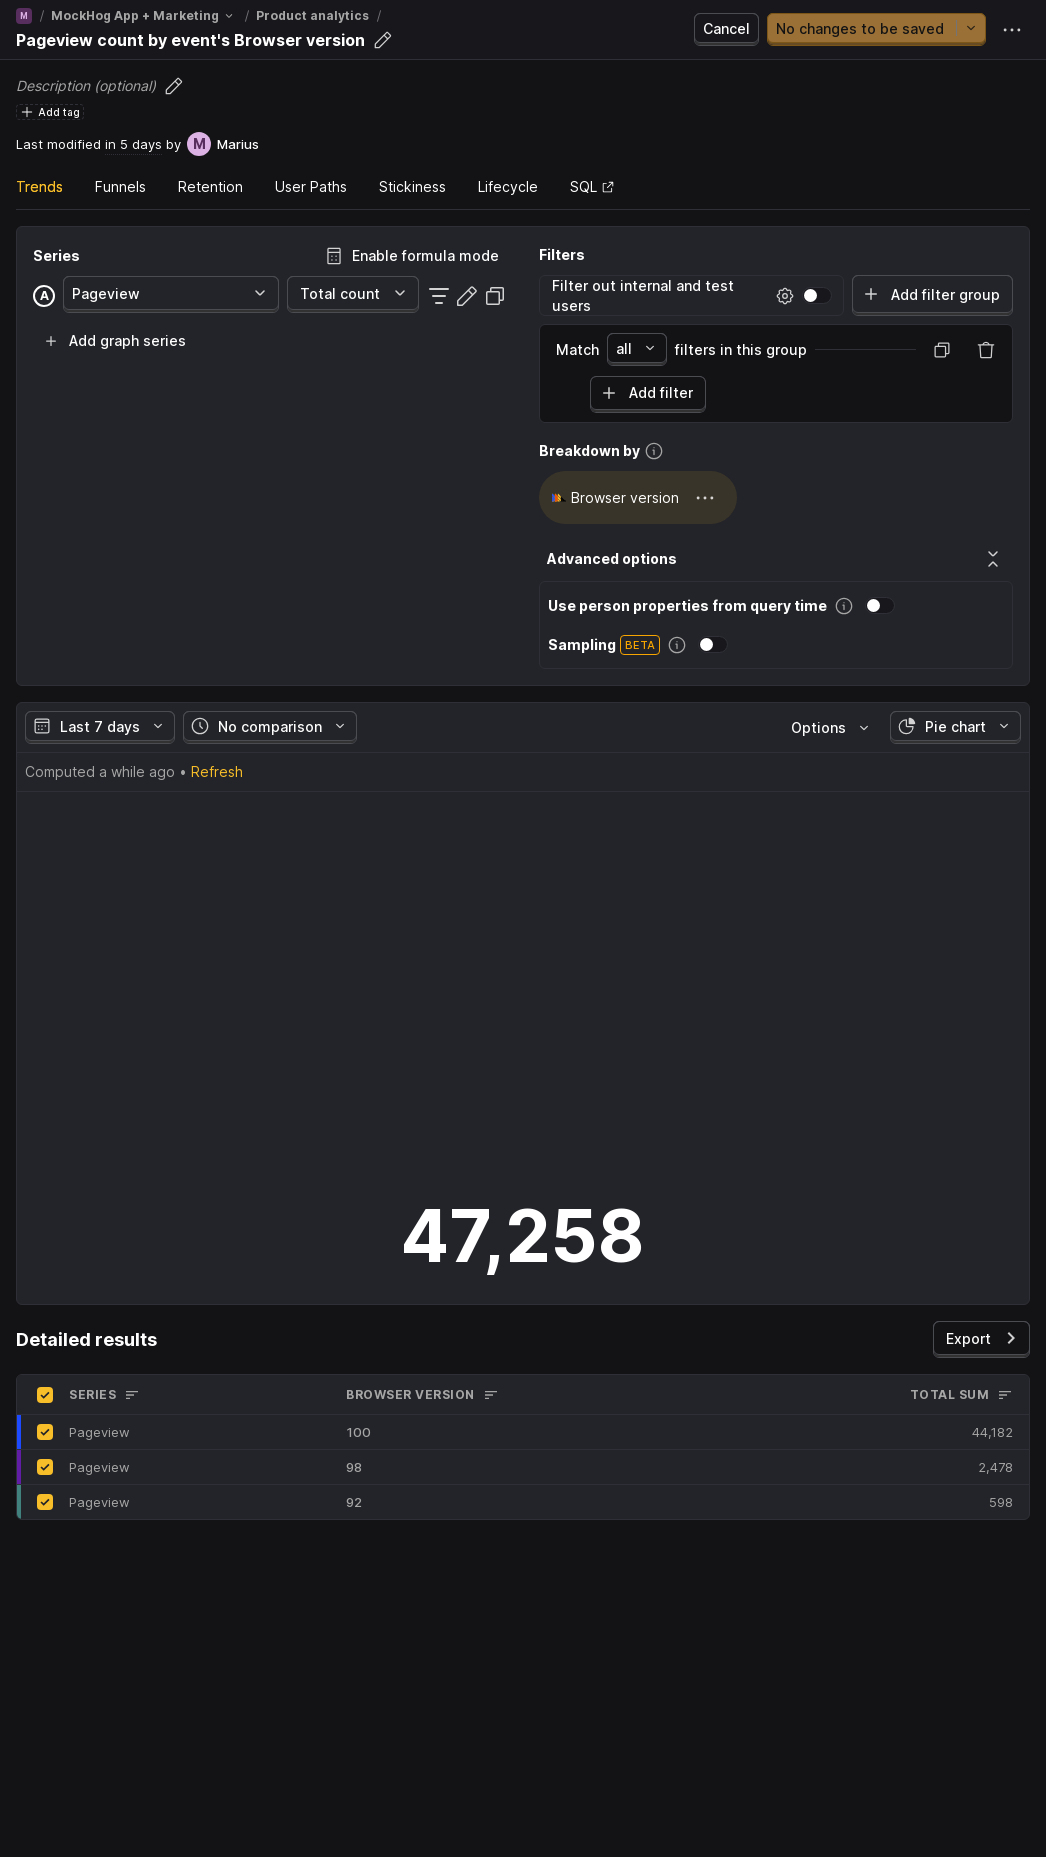 M / MockHog App + Marketing / Product analytics /
Pageview count by event's Browser version
Cancel
No changes to be saved
Description (optional)
Add tag
Last modified in 5 days by M Marius
Trends Funnels Retention User Paths Stickiness Lifecycle SQL
Series
Enable formula mode
A Pageview Total count
Add graph series
Filters
Filter out internal and test
users
Add filter group
Match all filters in this group
Add filter
Breakdown by
Browser version
Advanced options
Use person properties from query time
Sampling BETA
Last 7 days No comparison Options Pie chart
Computed a while ago • Refresh
47,258
Detailed results
Export
SERIES BROWSER VERSION TOTAL SUM
Pageview 100 44,182
Pageview 98 2,478
Pageview 92 598